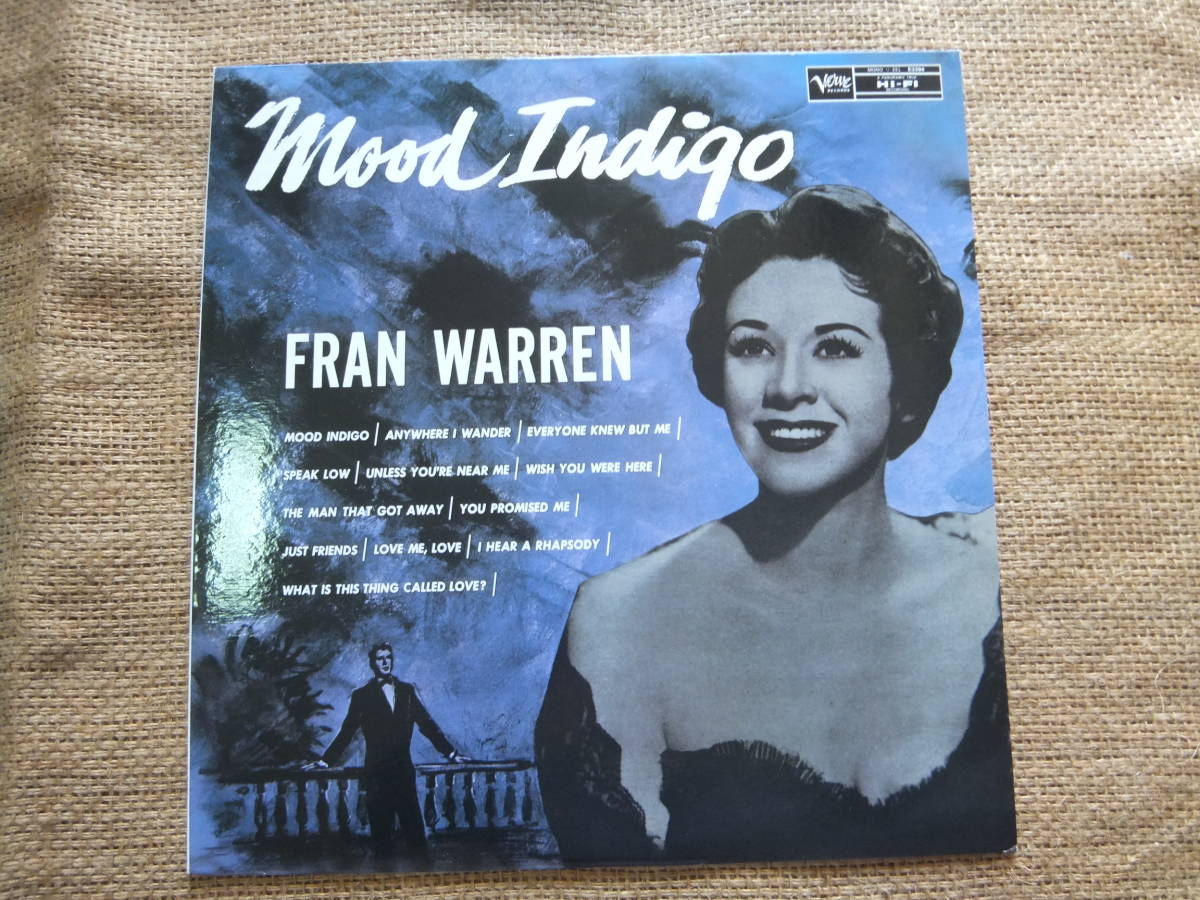 Mood Indigo
Verve
RECORDS
HI-FI
FRAN WARREN
MOOD INDIGO | ANYWHERE I WANDER | EVERYONE KNEW BUT ME |
SPEAK LOW | UNLESS YOU'RE NEAR ME | WISH YOU WERE HERE |
THE MAN THAT GOT AWAY | YOU PROMISED ME |
JUST FRIENDS | LOVE ME, LOVE | I HEAR A RHAPSODY |
WHAT IS THIS THING CALLED LOVE? |